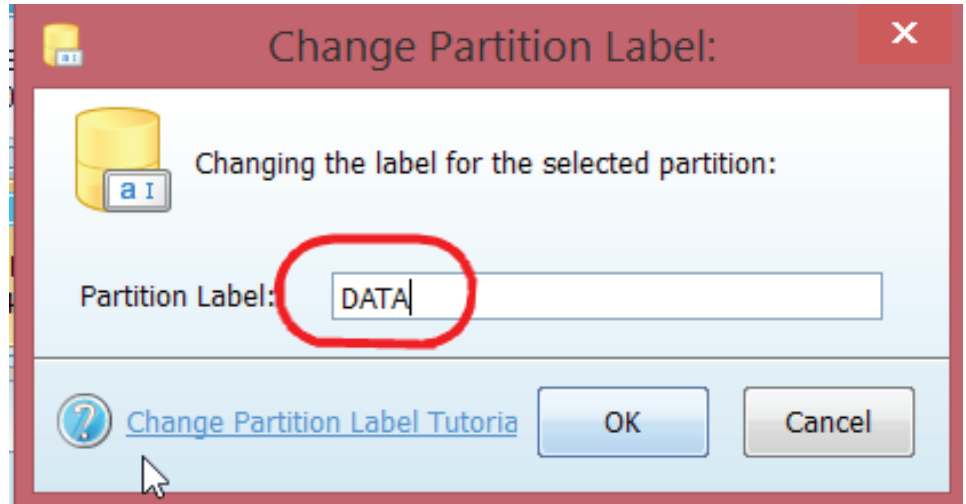 Change Partition Label:
Changing the label for the selected partition:
a I
Partition Label: DATA
Change Partition Label Tutoria
OK
Cancel